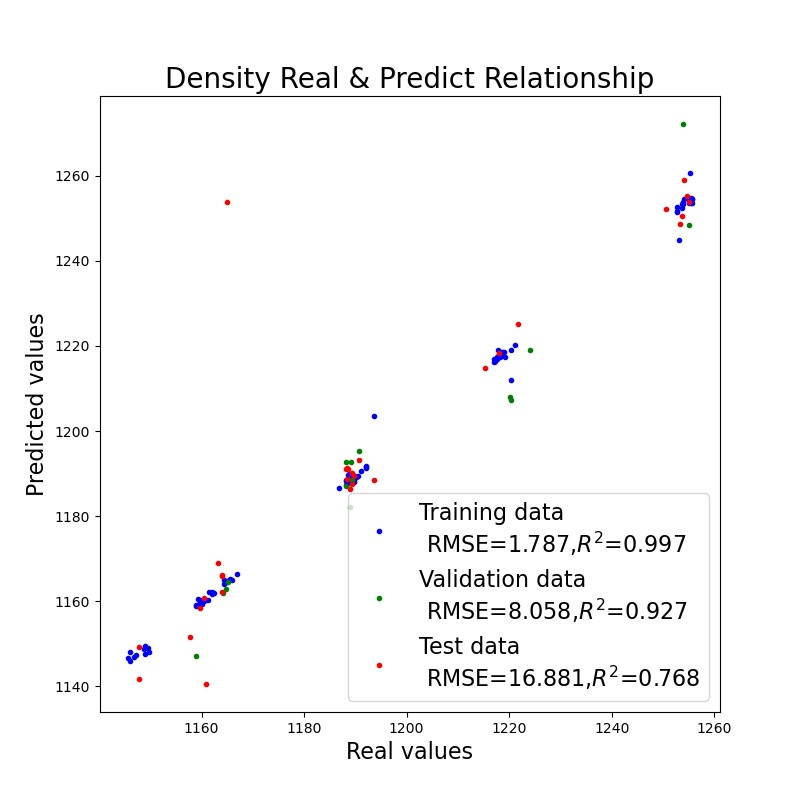 Density Real & Predict Relationship
Predicted values
1260
1240
1220
1200
1180
1160
1140
Training data
RMSE=1.787,R²=0.997
Validation data
RMSE=8.058,R²=0.927
Test data
RMSE=16.881,R²=0.768
1160 1180 1200 1220 1240 1260
Real values